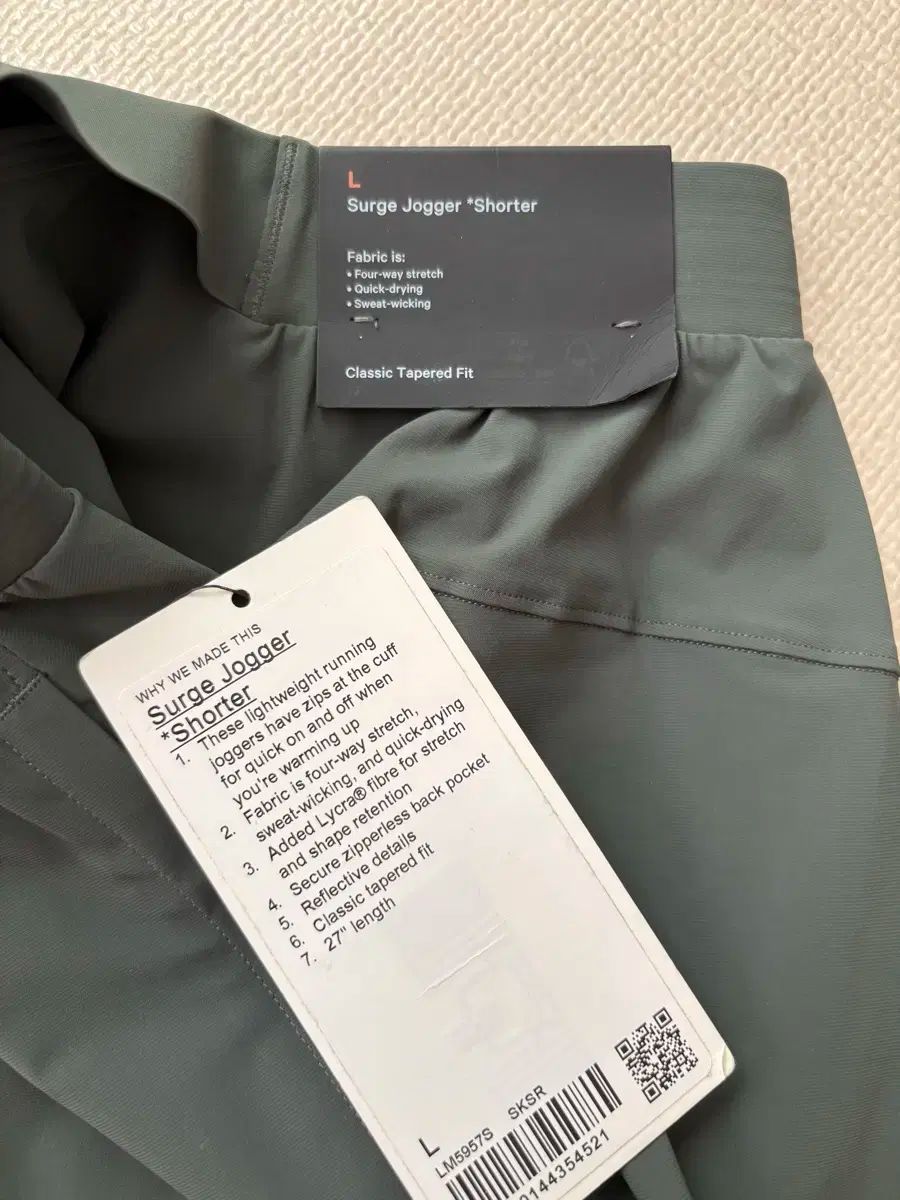 L
Surge Jogger *Shorter
Fabric is:
• Four-way stretch
• Quick-drying
• Sweat-wicking
Classic Tapered Fit
WHY WE MADE THIS
Surge Jogger
*Shorter
1. These lightweight running
joggers have zips at the cuff
for quick on and off when
you're warming up
2. Fabric is four-way stretch,
sweat-wicking, and quick-drying
3. Added Lycra® fibre for stretch
and shape retention
4. Secure zipperless back pocket
5. Reflective details
6. Classic tapered fit
7. 27" length
L
LM5957S SKSR
0144354521